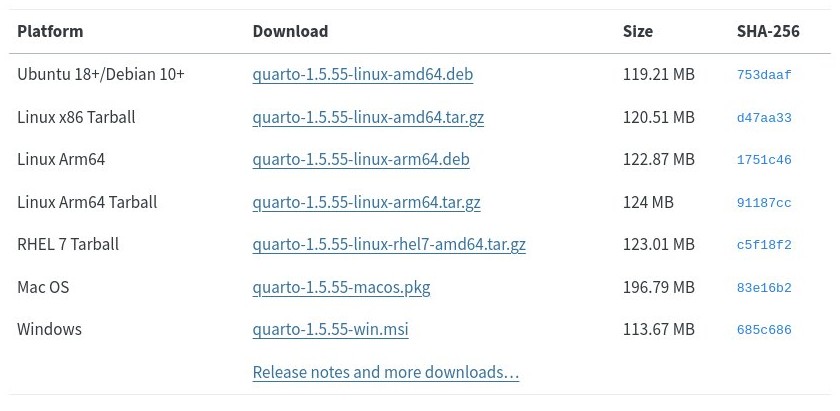 Platform Download Size SHA-256
Ubuntu 18+/Debian 10+ quarto-1.5.55-linux-amd64.deb 119.21 MB 753daaf
Linux x86 Tarball quarto-1.5.55-linux-amd64.tar.gz 120.51 MB d47aa33
Linux Arm64 quarto-1.5.55-linux-arm64.deb 122.87 MB 1751c46
Linux Arm64 Tarball quarto-1.5.55-linux-arm64.tar.gz 124 MB 91187cc
RHEL 7 Tarball quarto-1.5.55-linux-rhel7-amd64.tar.gz 123.01 MB c5f18f2
Mac OS quarto-1.5.55-macos.pkg 196.79 MB 83e16b2
Windows quarto-1.5.55-win.msi 113.67 MB 685c686
Release notes and more downloads…